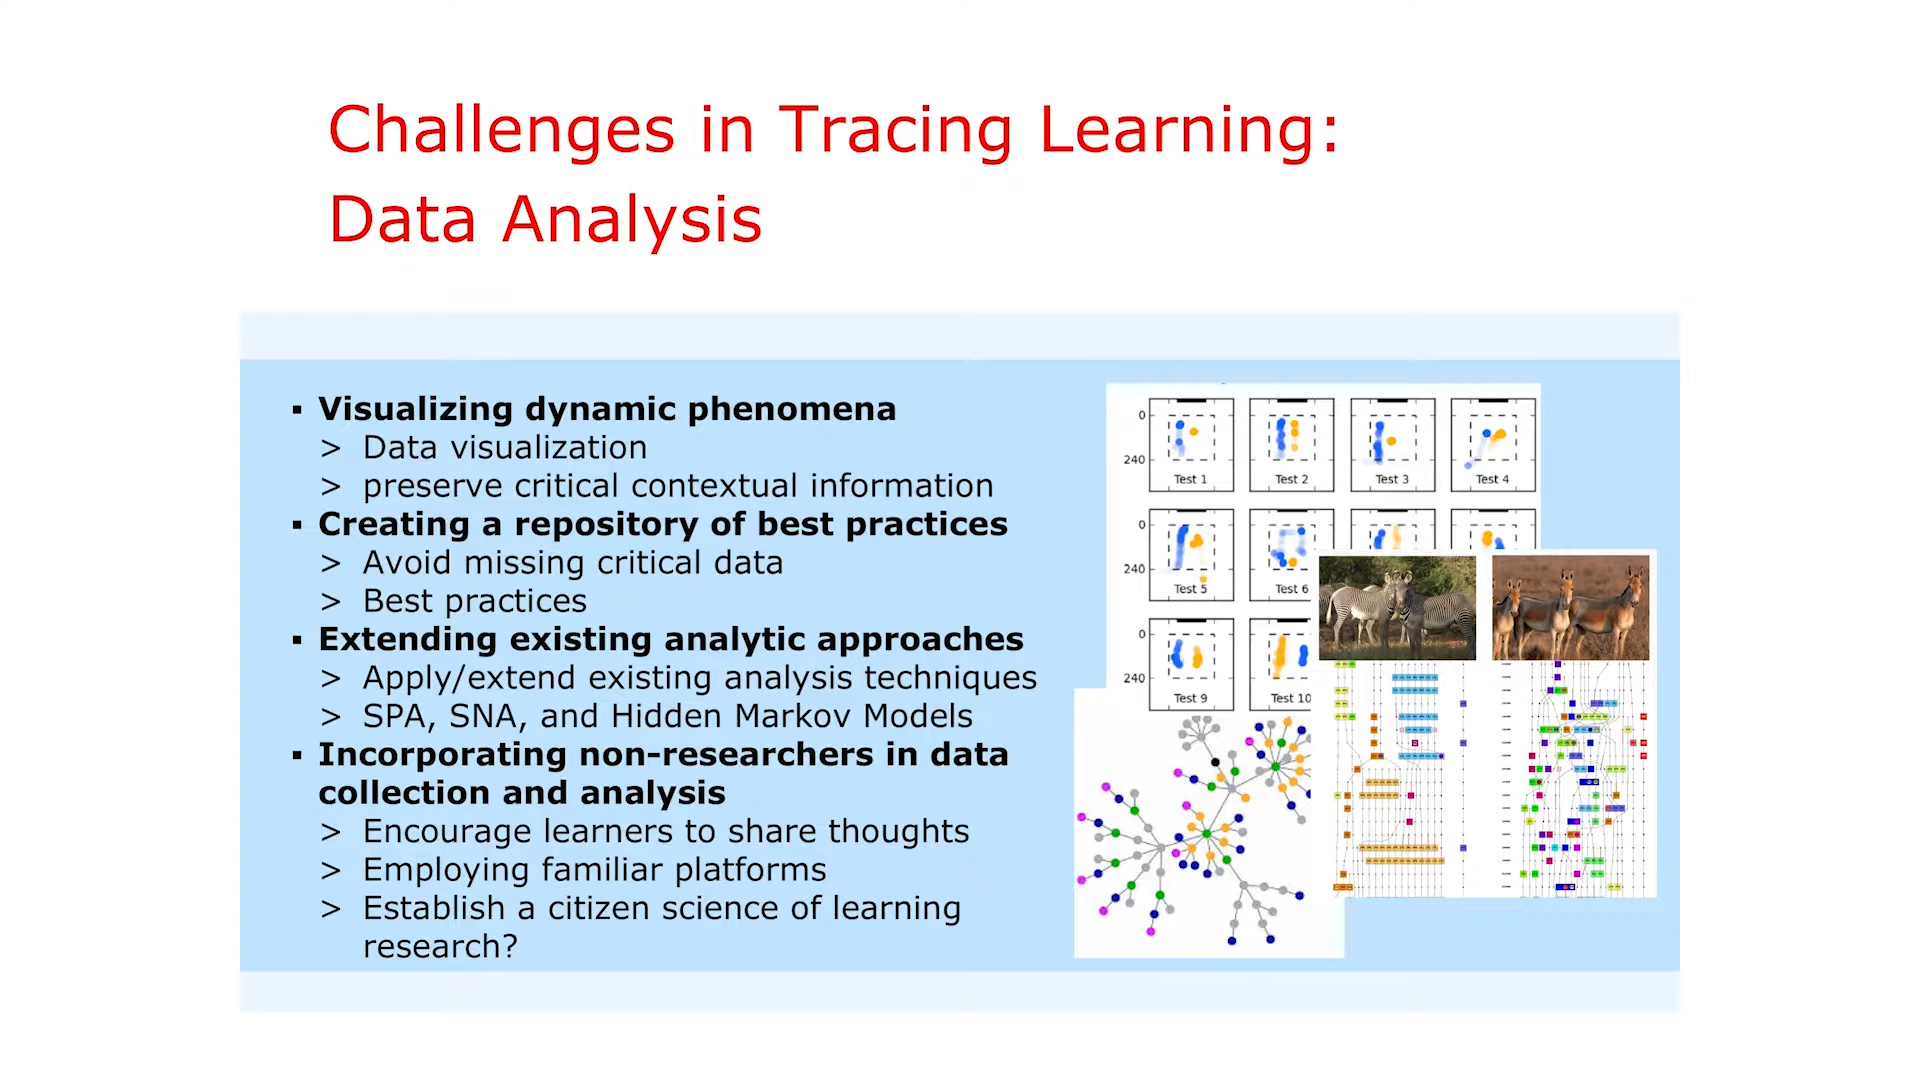 Challenges in Tracing Learning:
Data Analysis
▪ Visualizing dynamic phenomena
> Data visualization
> preserve critical contextual information
▪ Creating a repository of best practices
> Avoid missing critical data
> Best practices
▪ Extending existing analytic approaches
> Apply/extend existing analysis techniques
> SPA, SNA, and Hidden Markov Models
▪ Incorporating non-researchers in data
collection and analysis
> Encourage learners to share thoughts
> Employing familiar platforms
> Establish a citizen science of learning
research?
0
240
Test 1
Test 2
Test 3
Test 4
0
240
Test 5
Test 6
0
240
Test 9
Test 10